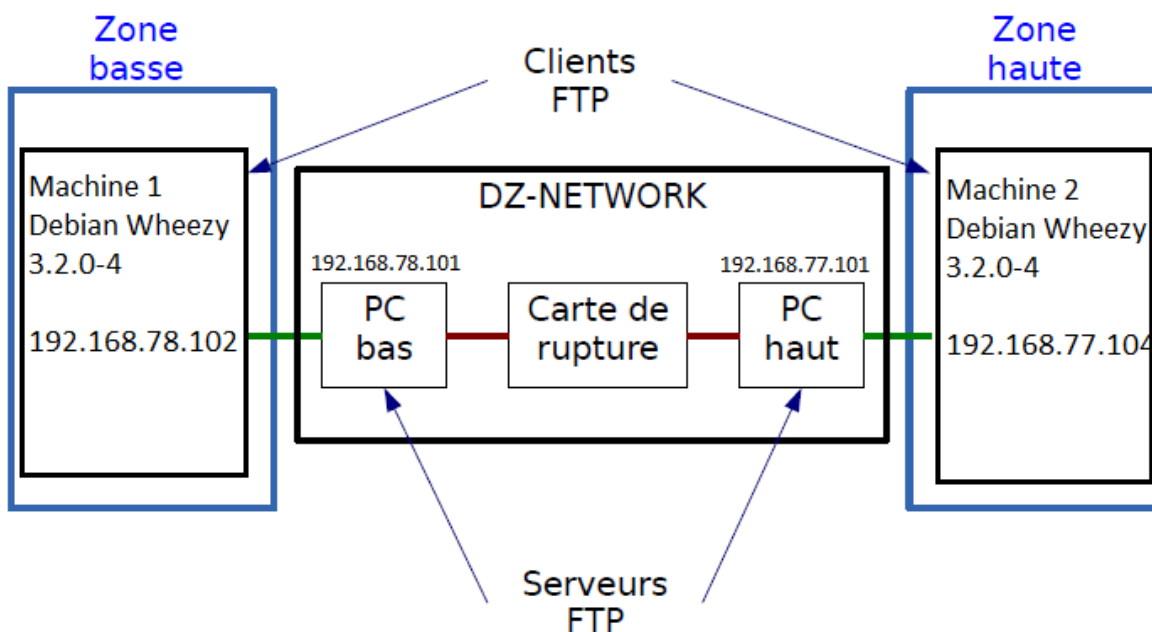 Zone
basse
Clients
FTP
Zone
haute
Machine 1
Debian Wheezy
3.2.0-4
192.168.78.102
DZ-NETWORK
192.168.78.101
PC
bas
Carte de
rupture
192.168.77.101
PC
haut
Machine 2
Debian Wheezy
3.2.0-4
192.168.77.104
Serveurs
FTP